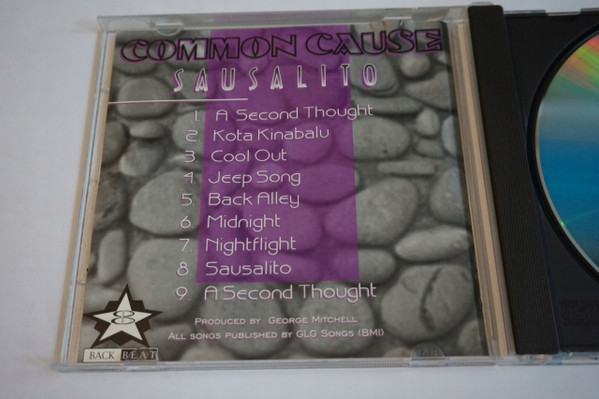 COMMON CAUSE
SAUSALITO
1. A Second Thought
2. Kota Kinabalu
3 Cool Out
4. Jeep Song
5. Back Alley
6. Midnight
7. Nightflight
8 Sausalito
9 A Second Thought
Produced by George Mitchell
All songs published by GLG Songs (BMI)
8
BACK BEAT